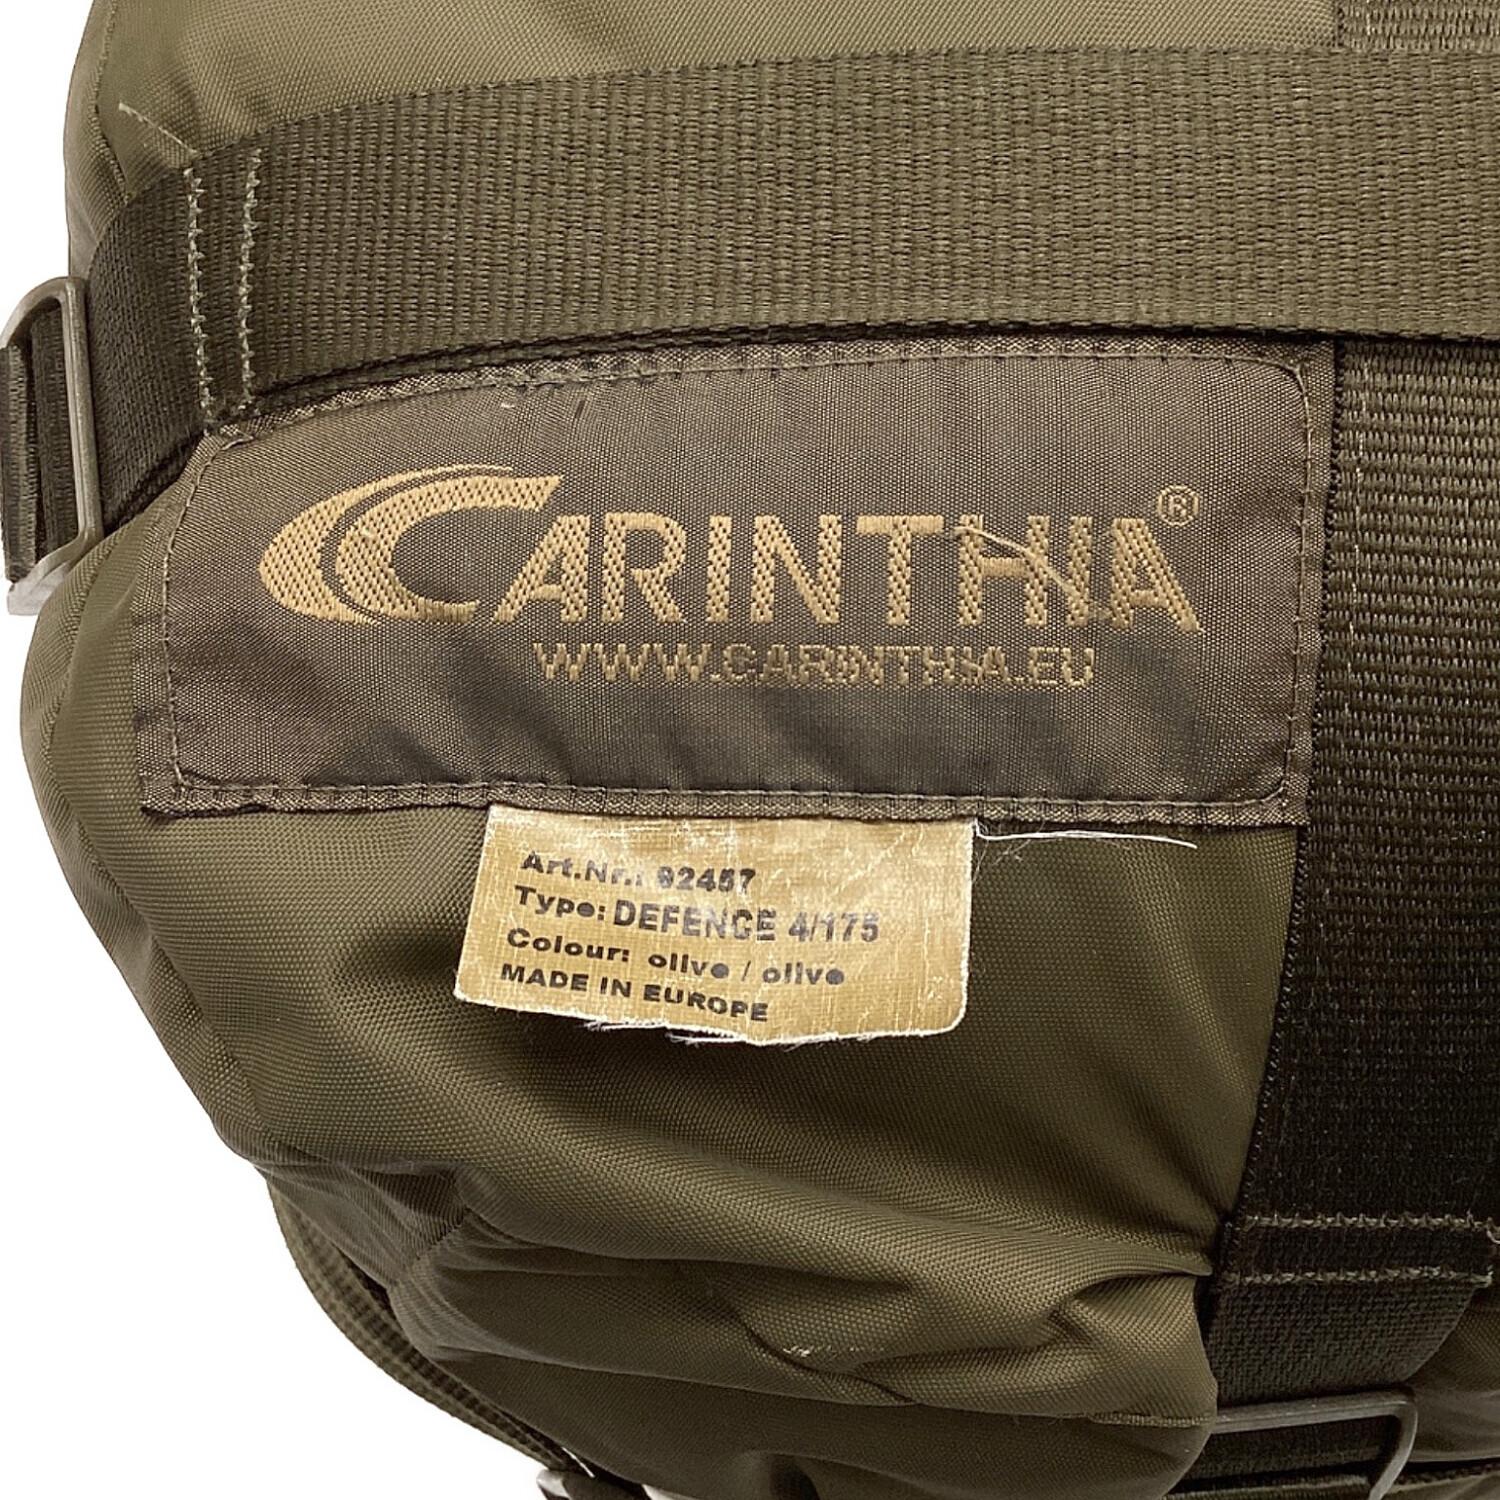 CARINTHIA®
WWW.CARINTHIA.EU
Art.Nr.: 92457
Type: DEFENCE 4/175
Colour: olive / olive
MADE IN EUROPE